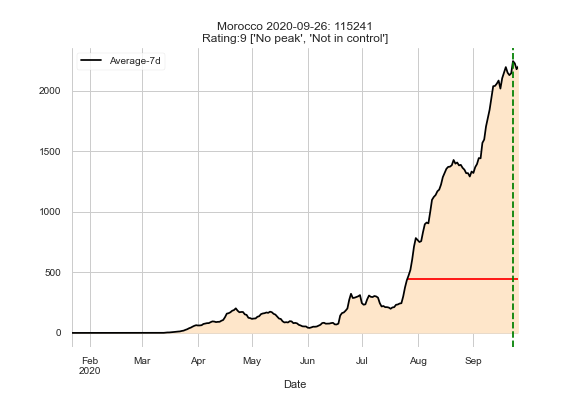 Morocco 2020-09-26: 115241
Rating:9 ['No peak', 'Not in control']
Average-7d
2000
1500
1000
500
0
Feb Mar Apr May Jun Jul Aug Sep
2020
Date